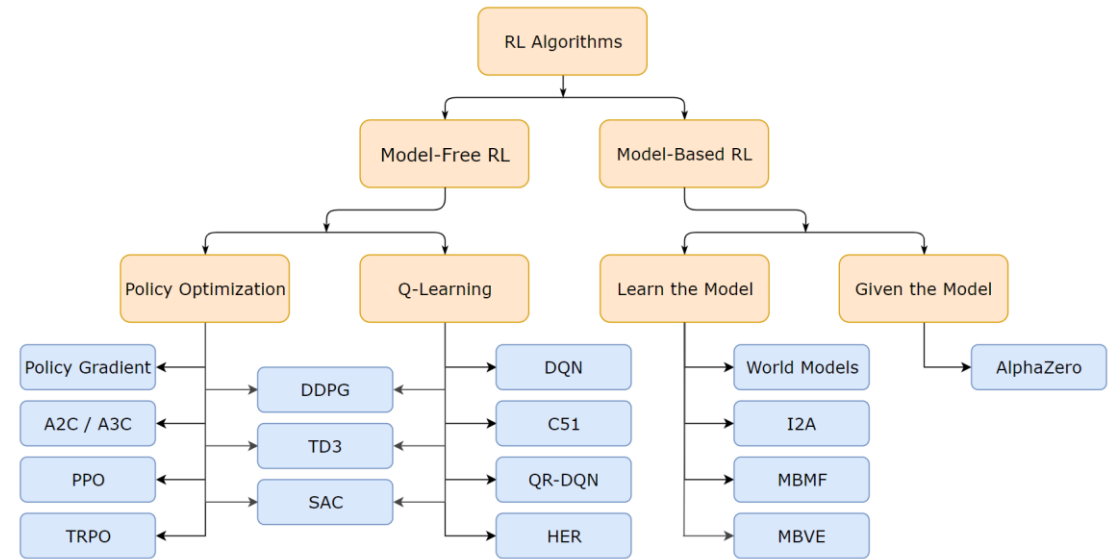 RL Algorithms
Model-Free RL
Model-Based RL
Policy Optimization
Q-Learning
Learn the Model
Given the Model
Policy Gradient
DDPG
DQN
World Models
AlphaZero
A2C / A3C
TD3
C51
I2A
PPO
SAC
QR-DQN
MBMF
TRPO
HER
MBVE